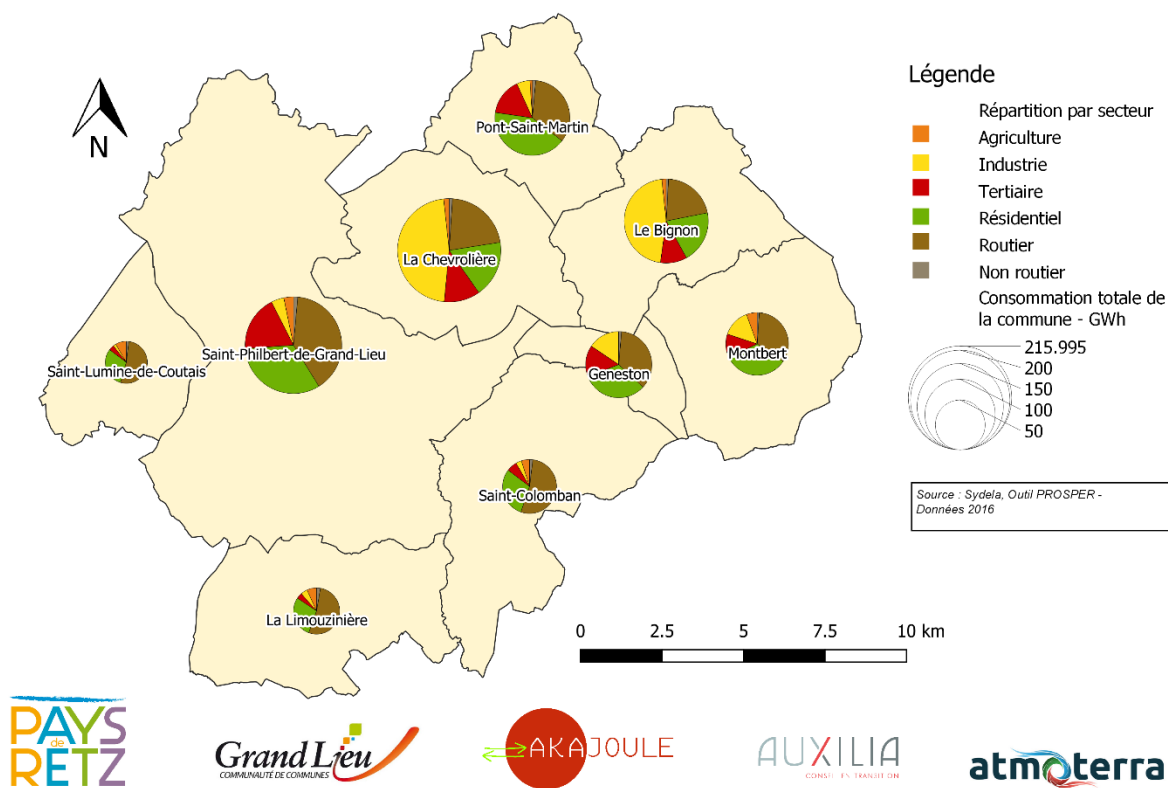 N
Pont-Saint-Martin
Le Bignon
La Chevrolière
Saint-Philbert-de-Grand-Lieu
Saint-Lumine-de-Coutais
Geneston
Montbert
Saint-Colomban
La Limouzinière
Légende
Répartition par secteur
Agriculture
Industrie
Tertiaire
Résidentiel
Routier
Non routier
Consommation totale de
la commune - GWh
215.995
200
150
100
50
Source : Sydela, Outil PROSPER -
Données 2016
0 2.5 5 7.5 10 km
PAYS
de
RETZ
Grand Lieu
COMMUNAUTÉ DE COMMUNES
AKAJOULE
AUXILIA
CONSEIL EN TRANSITION
atmoterra